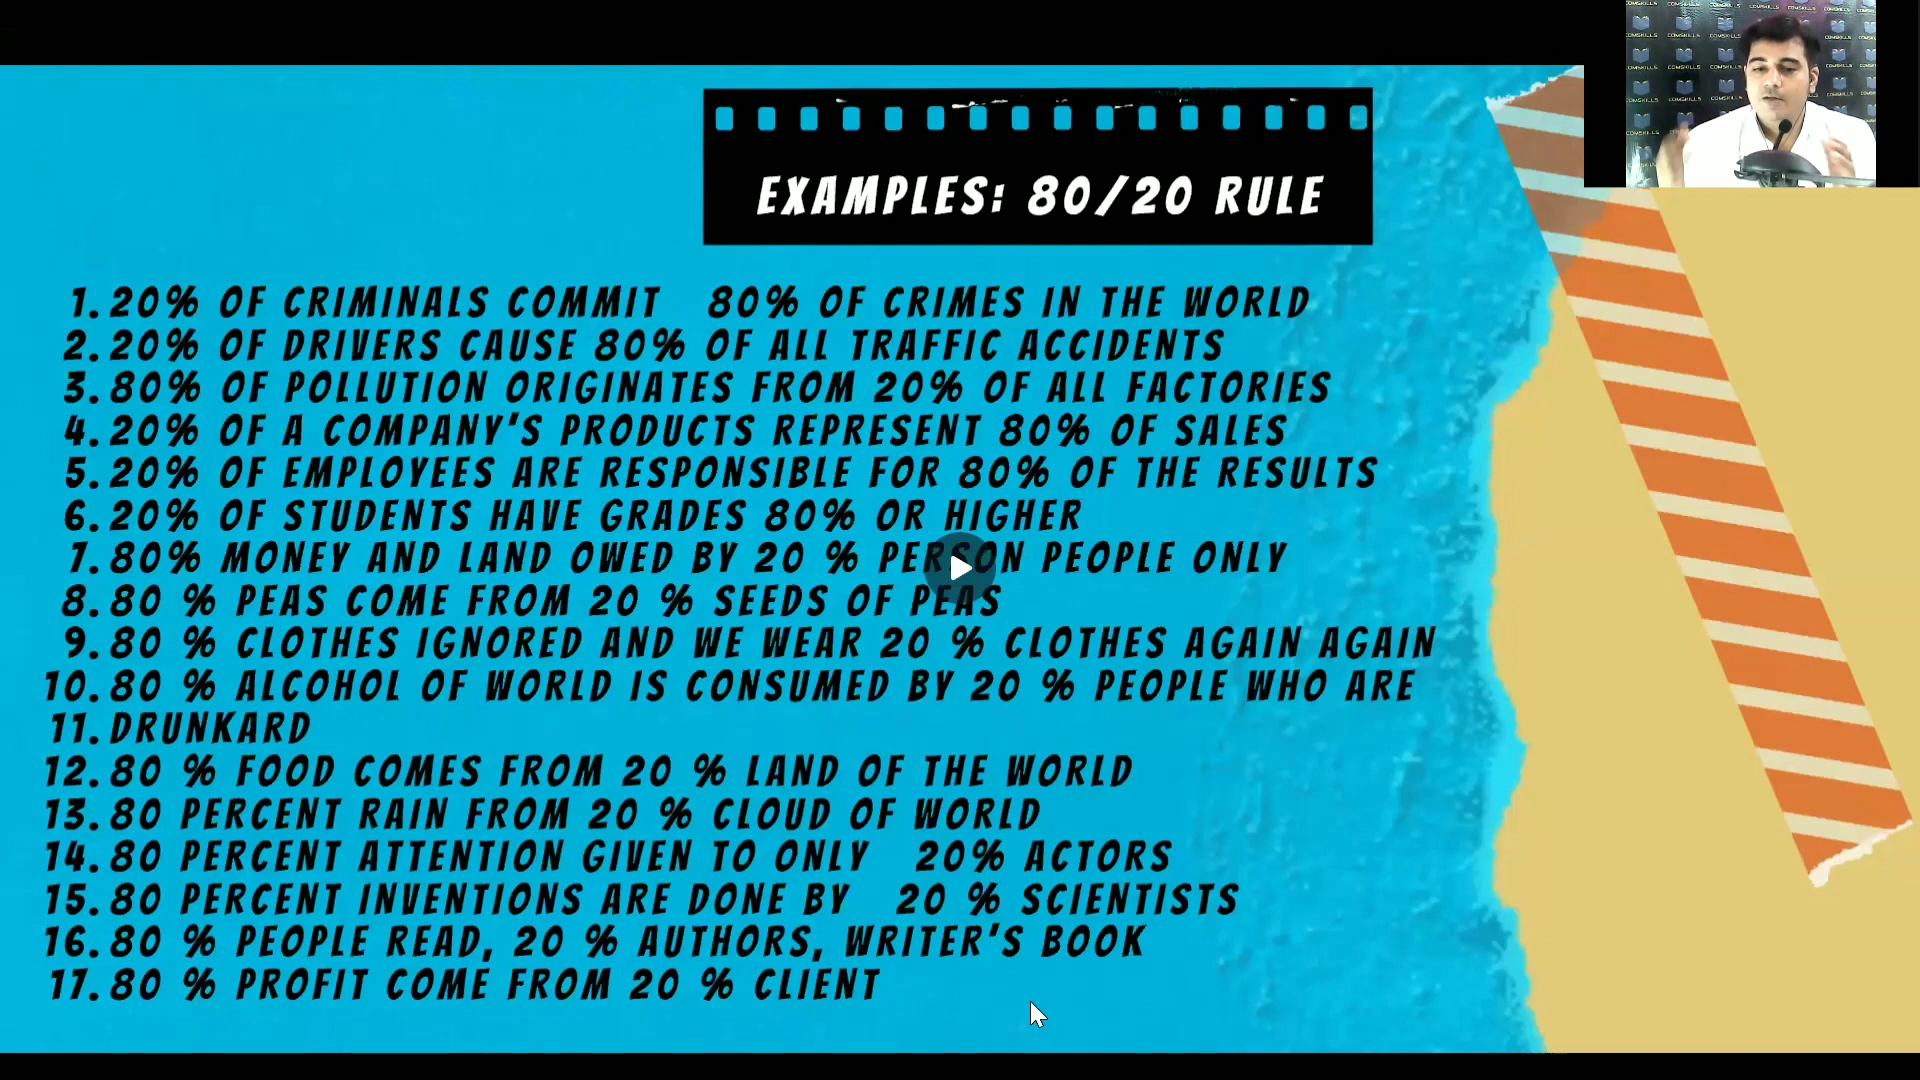 COMSKILLS
EXAMPLES: 80/20 RULE
1. 20% OF CRIMINALS COMMIT 80% OF CRIMES IN THE WORLD
2. 20% OF DRIVERS CAUSE 80% OF ALL TRAFFIC ACCIDENTS
3. 80% OF POLLUTION ORIGINATES FROM 20% OF ALL FACTORIES
4. 20% OF A COMPANY'S PRODUCTS REPRESENT 80% OF SALES
5. 20% OF EMPLOYEES ARE RESPONSIBLE FOR 80% OF THE RESULTS
6. 20% OF STUDENTS HAVE GRADES 80% OR HIGHER
7. 80% MONEY AND LAND OWED BY 20 % PERSON PEOPLE ONLY
8. 80 % PEAS COME FROM 20 % SEEDS OF PEAS
9. 80 % CLOTHES IGNORED AND WE WEAR 20 % CLOTHES AGAIN AGAIN
10. 80 % ALCOHOL OF WORLD IS CONSUMED BY 20 % PEOPLE WHO ARE
11. DRUNKARD
12. 80 % FOOD COMES FROM 20 % LAND OF THE WORLD
13. 80 PERCENT RAIN FROM 20 % CLOUD OF WORLD
14. 80 PERCENT ATTENTION GIVEN TO ONLY 20% ACTORS
15. 80 PERCENT INVENTIONS ARE DONE BY 20 % SCIENTISTS
16. 80 % PEOPLE READ, 20 % AUTHORS, WRITER'S BOOK
17. 80 % PROFIT COME FROM 20 % CLIENT